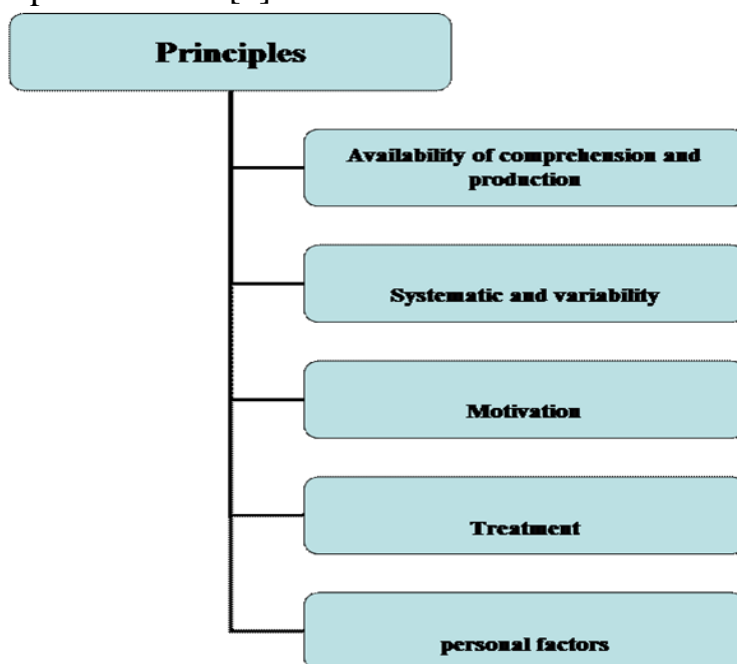 Principles
Availability of comprehension and
production
Systematic and variability
Motivation
Treatment
personal factors